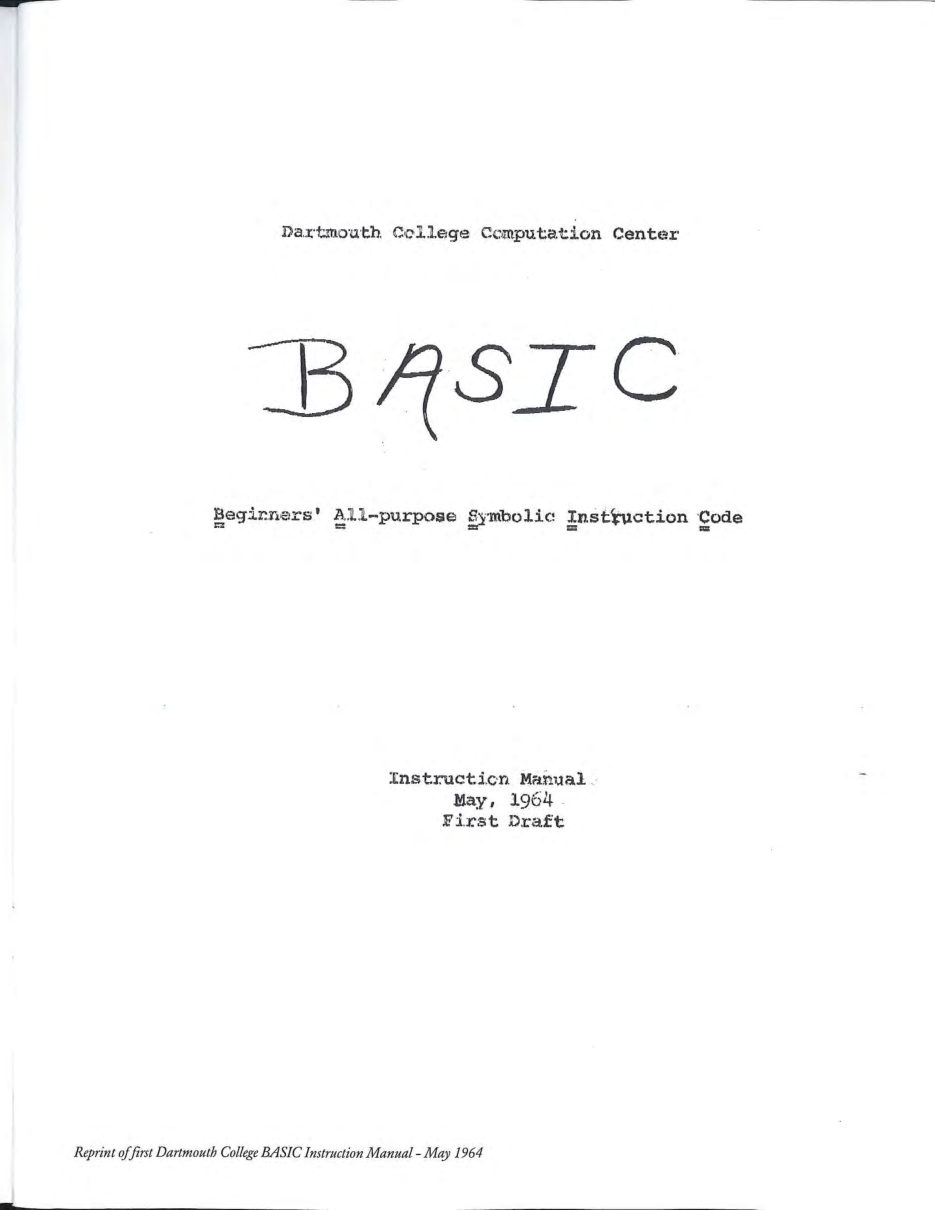 Dartmouth College Computation Center
BASIC
Beginners' All-purpose Symbolic Instruction Code
Instruction Manual
May, 1964
First Draft
Reprint of first Dartmouth College BASIC Instruction Manual – May 1964